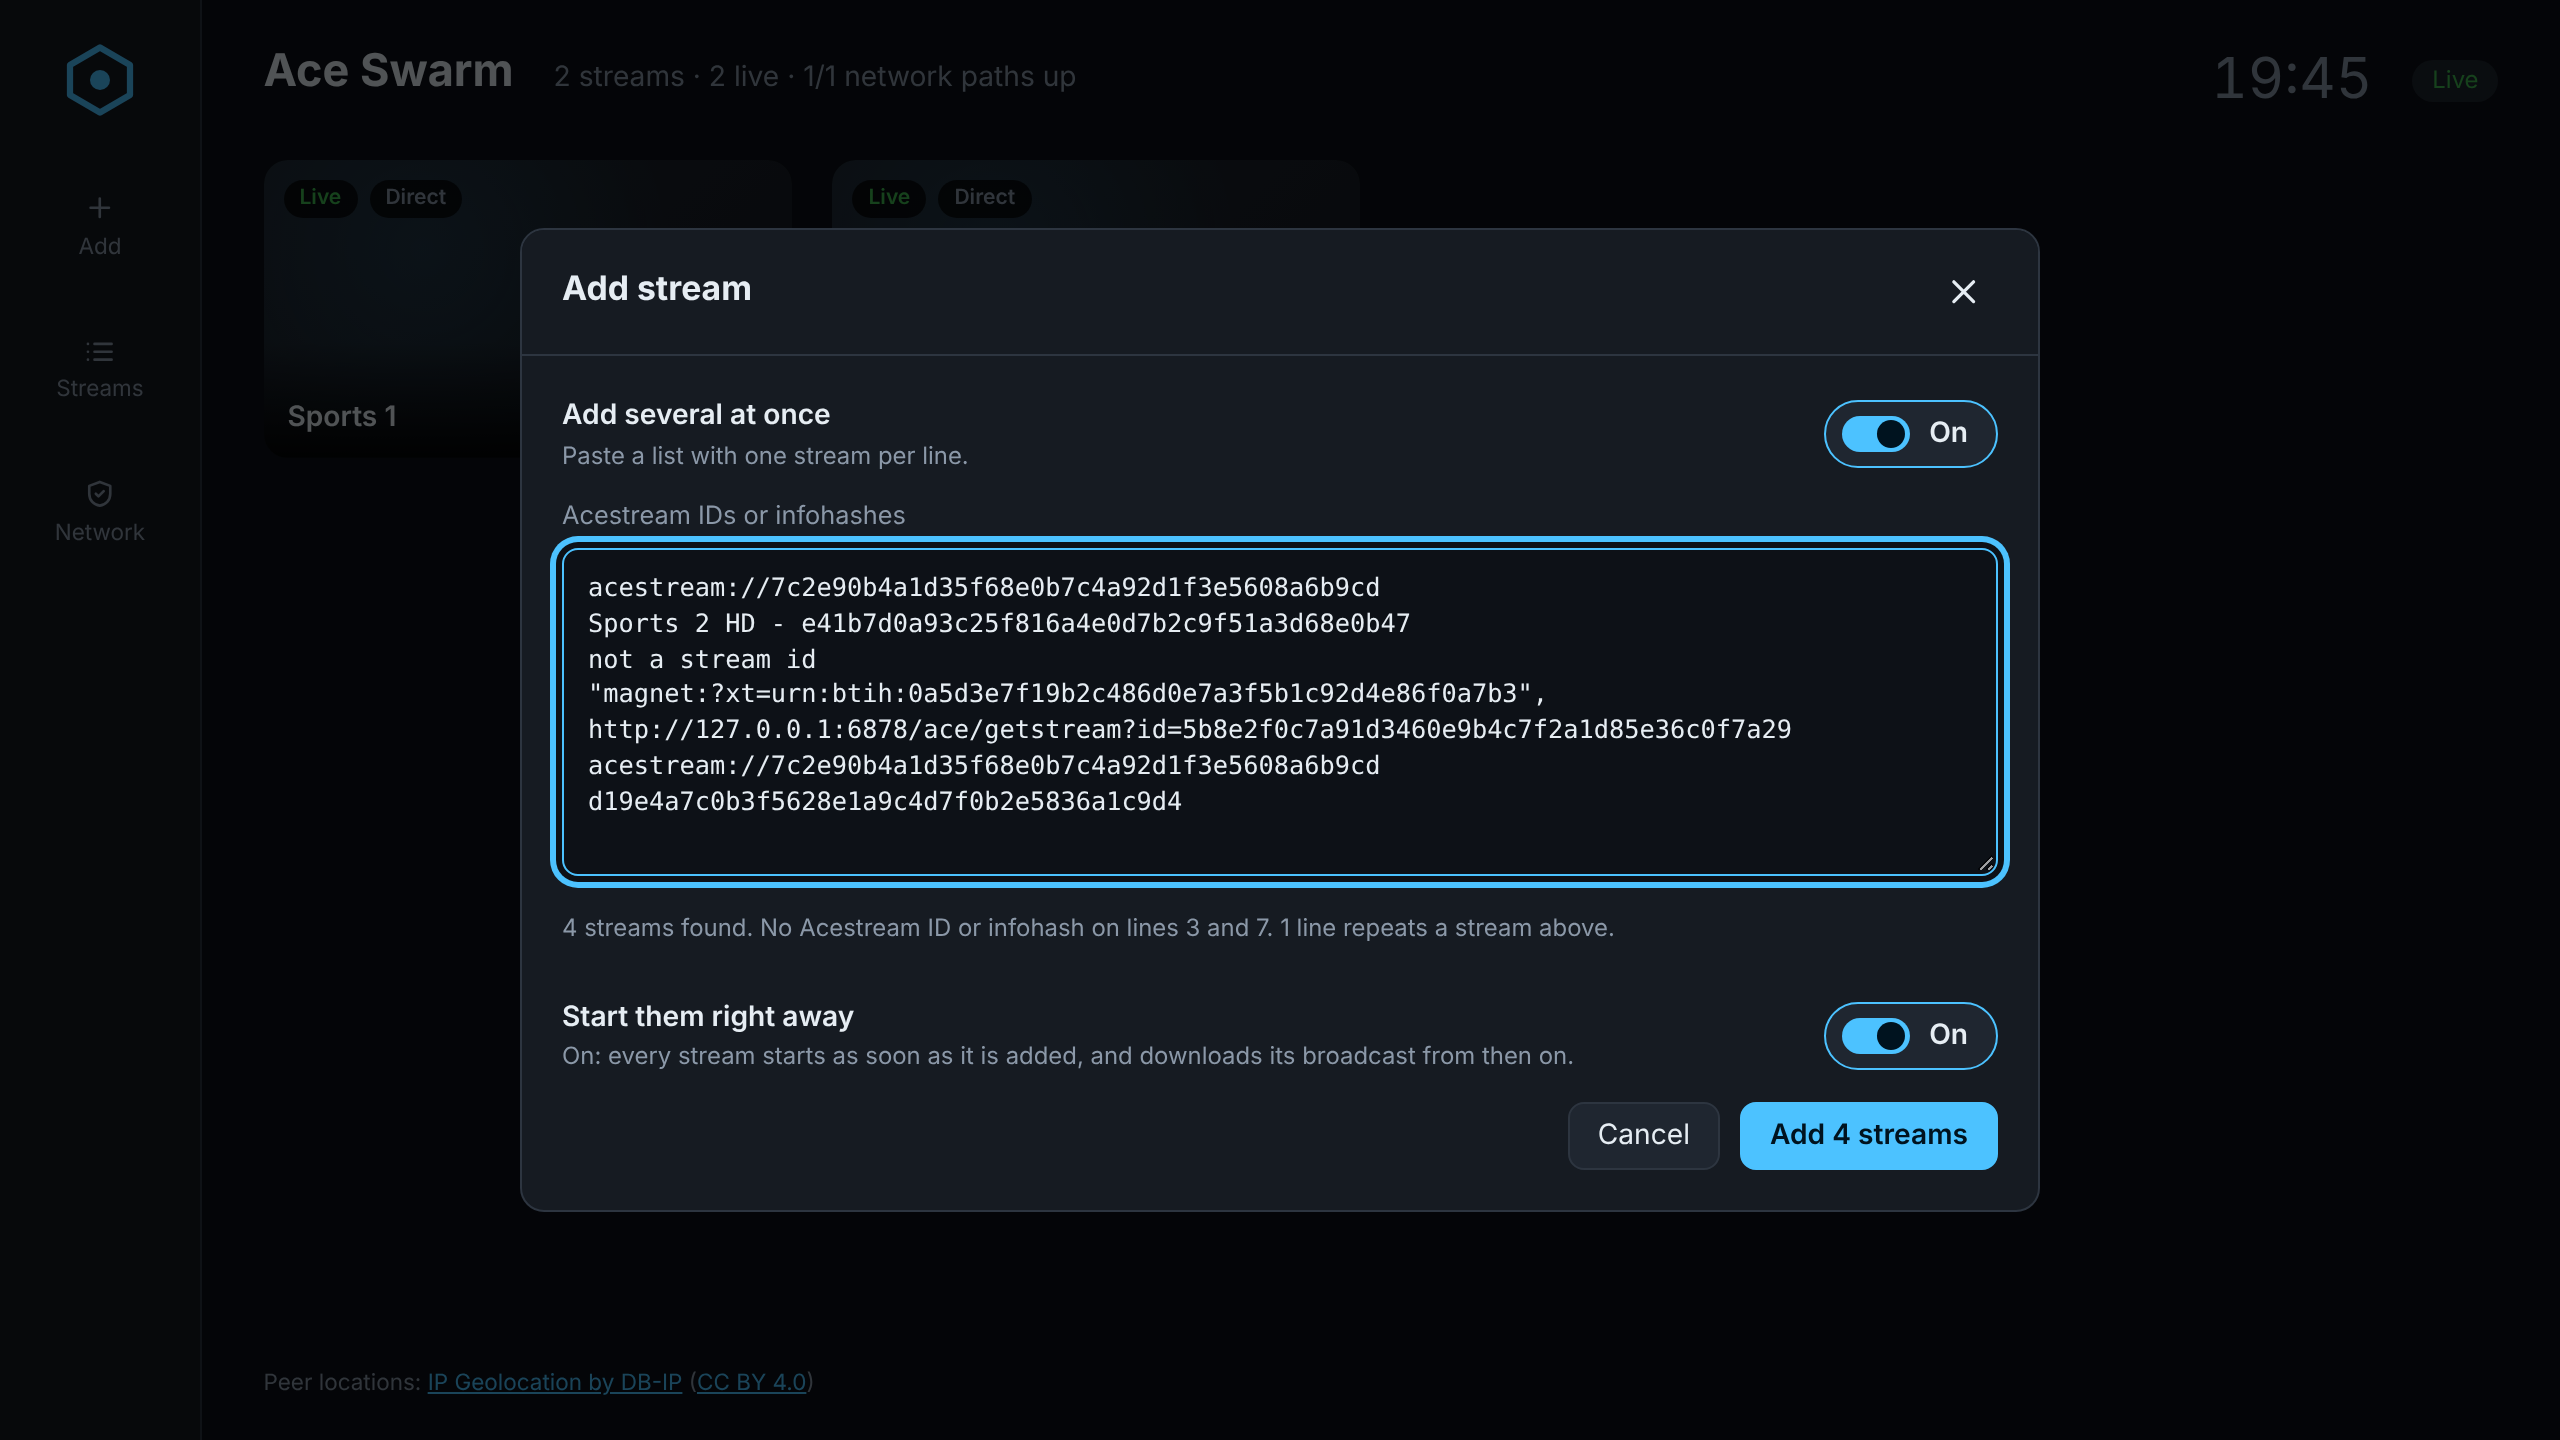 Ace Swarm
2 streams · 2 live · 1/1 network paths up
19:45
Live
Add
Streams
Network
Live
Direct
Sports 1
Live
Direct
Add stream
Add several at once
Paste a list with one stream per line.
On
Acestream IDs or infohashes
acestream://7c2e90b4a1d35f68e0b7c4a92d1f3e5608a6b9cd
Sports 2 HD - e41b7d0a93c25f816a4e0d7b2c9f51a3d68e0b47
not a stream id
"magnet:?xt=urn:btih:0a5d3e7f19b2c486d0e7a3f5b1c92d4e86f0a7b3",
http://127.0.0.1:6878/ace/getstream?id=5b8e2f0c7a91d3460e9b4c7f2a1d85e36c0f7a29
acestream://7c2e90b4a1d35f68e0b7c4a92d1f3e5608a6b9cd
d19e4a7c0b3f5628e1a9c4d7f0b2e5836a1c9d4
4 streams found. No Acestream ID or infohash on lines 3 and 7. 1 line repeats a stream above.
Start them right away
On: every stream starts as soon as it is added, and downloads its broadcast from then on.
On
Cancel
Add 4 streams
Peer locations: IP Geolocation by DB-IP (CC BY 4.0)